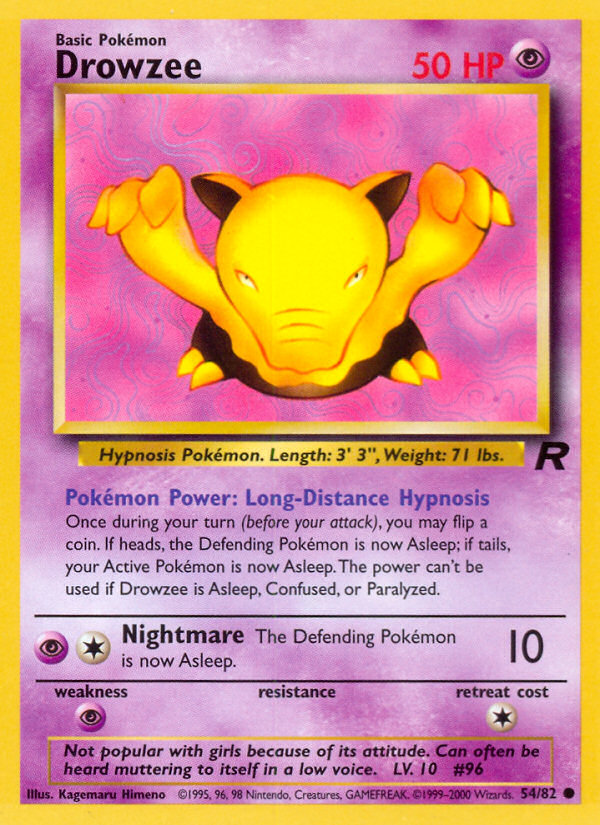 Basic Pokémon
Drowzee 50 HP
Hypnosis Pokémon. Length: 3' 3", Weight: 71 lbs.
R
Pokémon Power: Long-Distance Hypnosis
Once during your turn (before your attack), you may flip a
coin. If heads, the Defending Pokémon is now Asleep; if tails,
your Active Pokémon is now Asleep. The power can't be
used if Drowzee is Asleep, Confused, or Paralyzed.
Nightmare The Defending Pokémon
is now Asleep.
10
weakness resistance retreat cost
Not popular with girls because of its attitude. Can often be
heard muttering to itself in a low voice. LV. 10 #96
Illus. Kagemaru Himeno ©1995, 96, 98 Nintendo, Creatures, GAMEFREAK. ©1999-2000 Wizards. 54/82